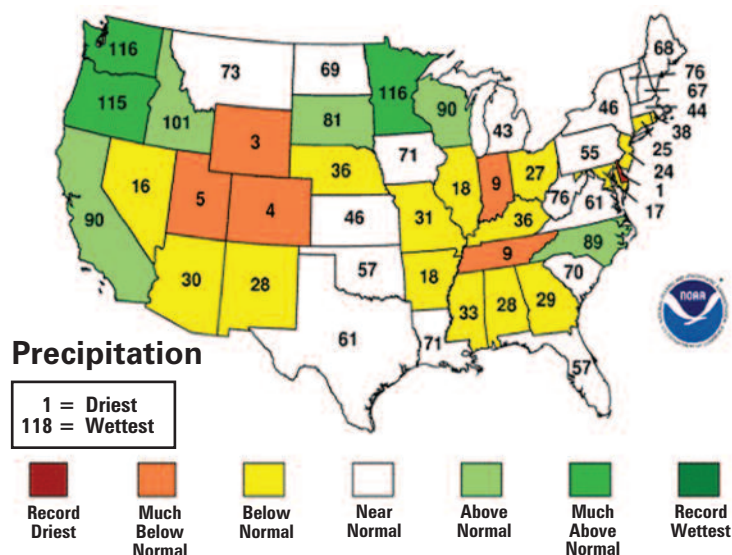 116
115
73
101
3
69
81
116
90
43
71
36
16
5
4
90
30
28
46
57
61
31
18
9
27
36
18
9
33
28
29
71
57
70
89
61
76
55
46
68
76
67
44
38
25
24
1
17
NOAA
Precipitation
1 = Driest
118 = Wettest
Record
Driest
Much
Below
Normal
Below
Normal
Near
Normal
Above
Normal
Much
Above
Normal
Record
Wettest